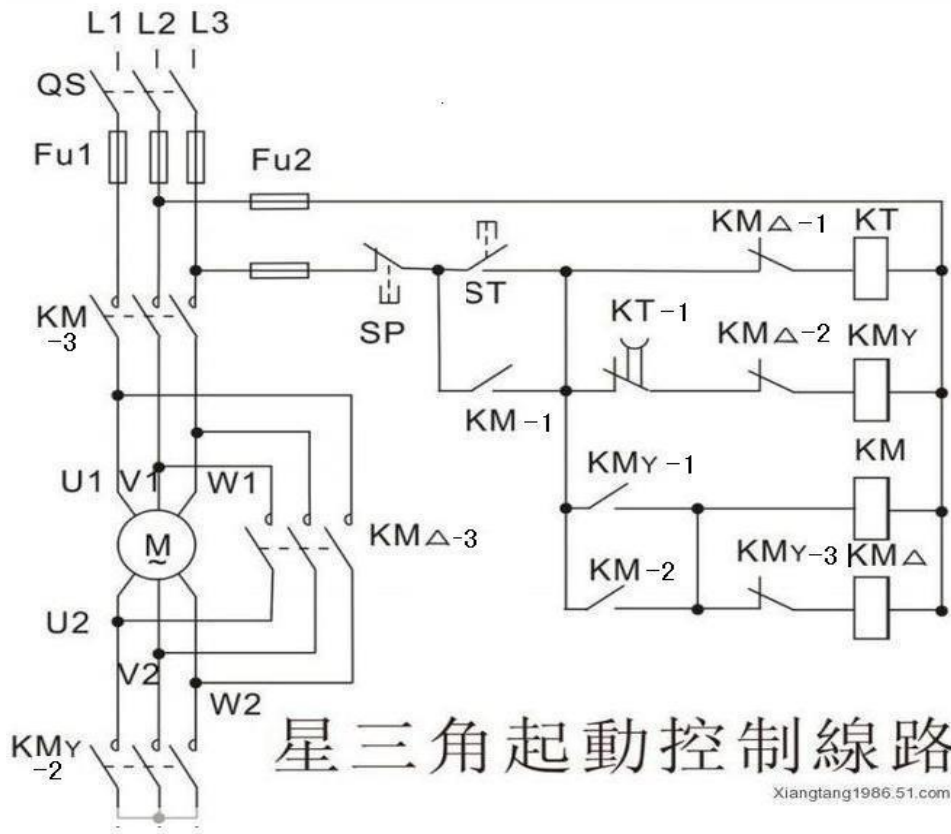 L1 L2 L3
QS
Fu1
Fu2
KM△-1
KT
ST
SP
KM
-3
KT-1
KM△-2
KMY
KM-1
KM
KMY-1
U1
V1
W1
M
~
KM△-3
KM-2
KMY-3
KM△
U2
V2
W2
KMY
-2
星三角起動控制線路
Xiangtang1986.51.com